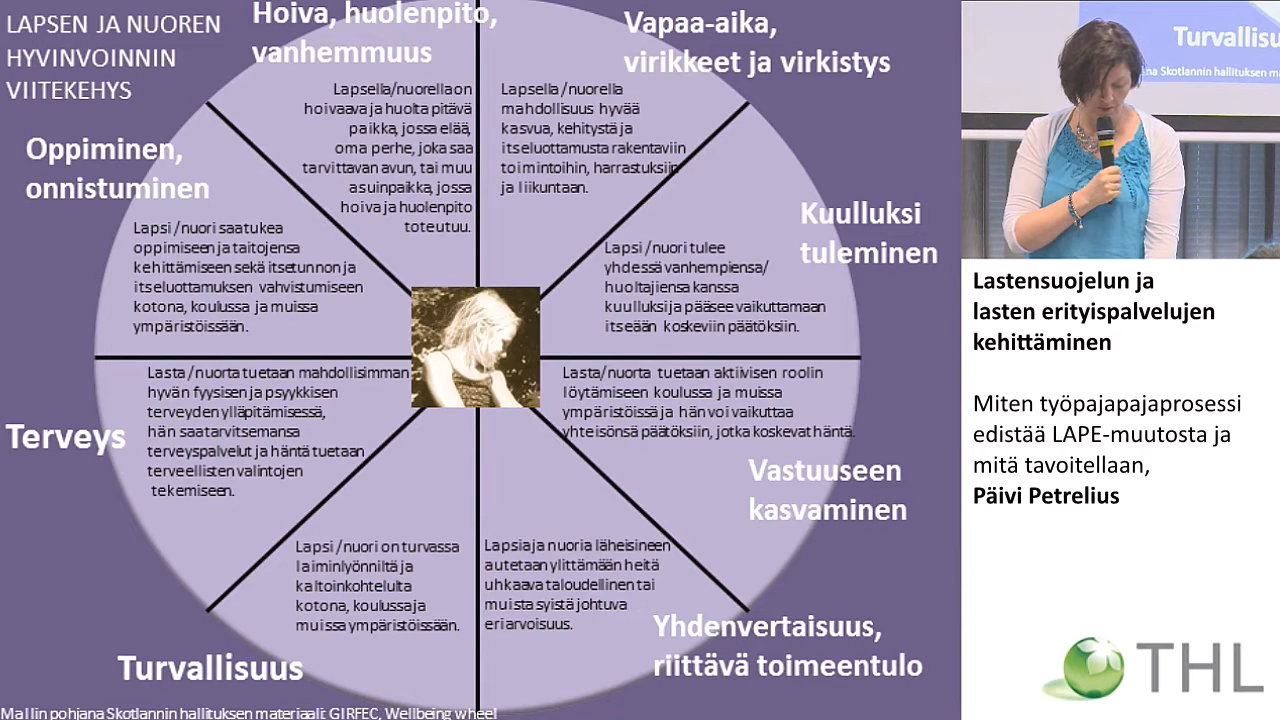 LAPSEN JA NUOREN
HYVINVOINNIN
VIITEKEHYS
Hoiva, huolenpito,
vanhemmuus
Lapsella/nuorella on
hoivaava ja huolta pitävä
paikka, jossa elää,
oma perhe, joka saa
tarvittavan avun, tai muu
asuinpaikka, jossa
hoiva ja huolenpito
toteutuu.
Vapaa-aika,
virikkeet ja virkistys
Lapsella/nuorella
mahdollisuus hyvää
kasvua, kehitystä ja
itseluottamusta rakentaviin
toimintoihin, harrastuksiin
ja liikuntaan.
Oppiminen,
onnistuminen
Lapsi/nuori saa tukea
oppimiseen ja taitojensa
kehittämiseen sekä itsetunnon ja
itseluottamuksen vahvistumiseen
kotona, koulussa ja muissa
ympäristöissään.
Kuulluksi
tuleminen
Lapsi/nuori tulee
yhdessä vanhempiensa/
huoltajiensa kanssa
kuulluksi ja pääsee vaikuttamaan
itseään koskeviin päätöksiin.
Terveys
Lasta/nuorta tuetaan mahdollisimman
hyvän fyysisen ja psyykkisen
terveyden ylläpitämisessä,
hän saa tarvitsemansa
terveyspalvelut ja häntä tuetaan
terveellisten valintojen
tekemiseen.
Lasta/nuorta tuetaan aktiivisen roolin
löytämiseen koulussa ja muissa
ympäristöissä ja hän voi vaikuttaa
yhteisönsä päätöksiin, jotka koskevat häntä.
Vastuuseen
kasvaminen
Lapsi/nuori on turvassa
laiminlyönniltä ja
kaltoinkohtelulta
kotona, koulussa ja
muissa ympäristöissään.
Turvallisuus
Lapsia ja nuoria läheisineen
autetaan ylittämään heitä
uhkaava taloudellinen tai
muista syistä johtuva
eriarvoisuus.
Yhdenvertaisuus,
riittävä toimeentulo
Mallin pohjana Skotlannin hallituksen materiaali: GIRFEC, Wellbeing wheel
Turvallisu
na Skotlannin hallituksen ma
Lastensuojelun ja
lasten erityispalvelujen
kehittäminen
Miten työpajapajaprosessi
edistää LAPE-muutosta ja
mitä tavoitellaan,
Päivi Petrelius
THL